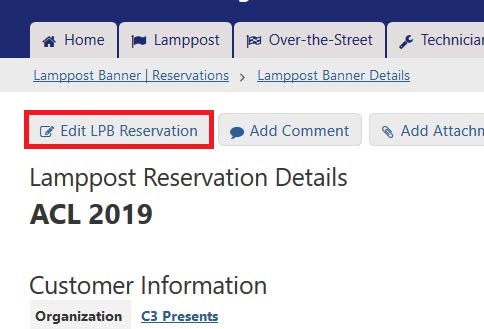 Home Lamppost Over-the-Street Technician
Lamppost Banner | Reservations > Lamppost Banner Details
Edit LPB Reservation Add Comment Add Attachm
Lamppost Reservation Details
ACL 2019
Customer Information
Organization C3 Presents